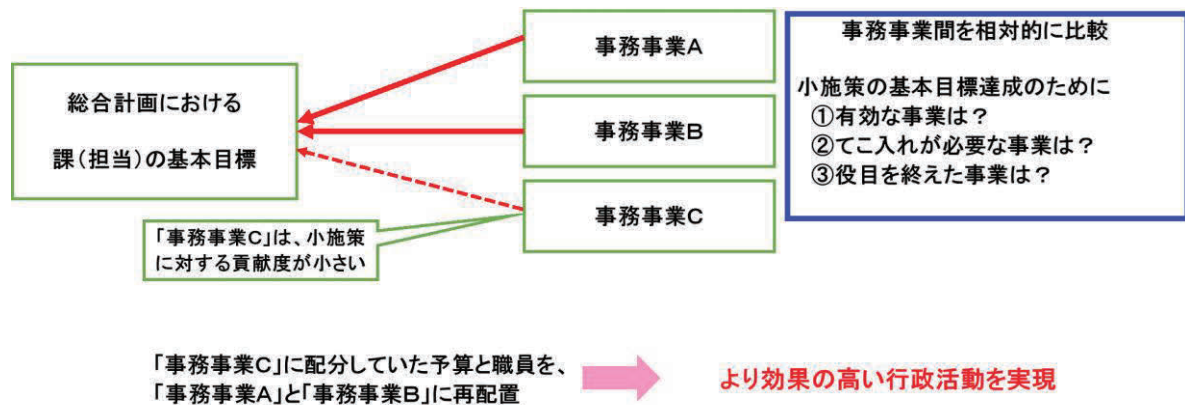 総合計画における
課(担当)の基本目標
事務事業A
事務事業B
事務事業C
「事務事業C」は、小施策
に対する貢献度が小さい
事務事業間を相対的に比較
小施策の基本目標達成のために
①有効な事業は?
②てこ入れが必要な事業は?
③役目を終えた事業は?
「事務事業C」に配分していた予算と職員を、
「事務事業A」と「事務事業B」に再配置
より効果の高い行政活動を実現